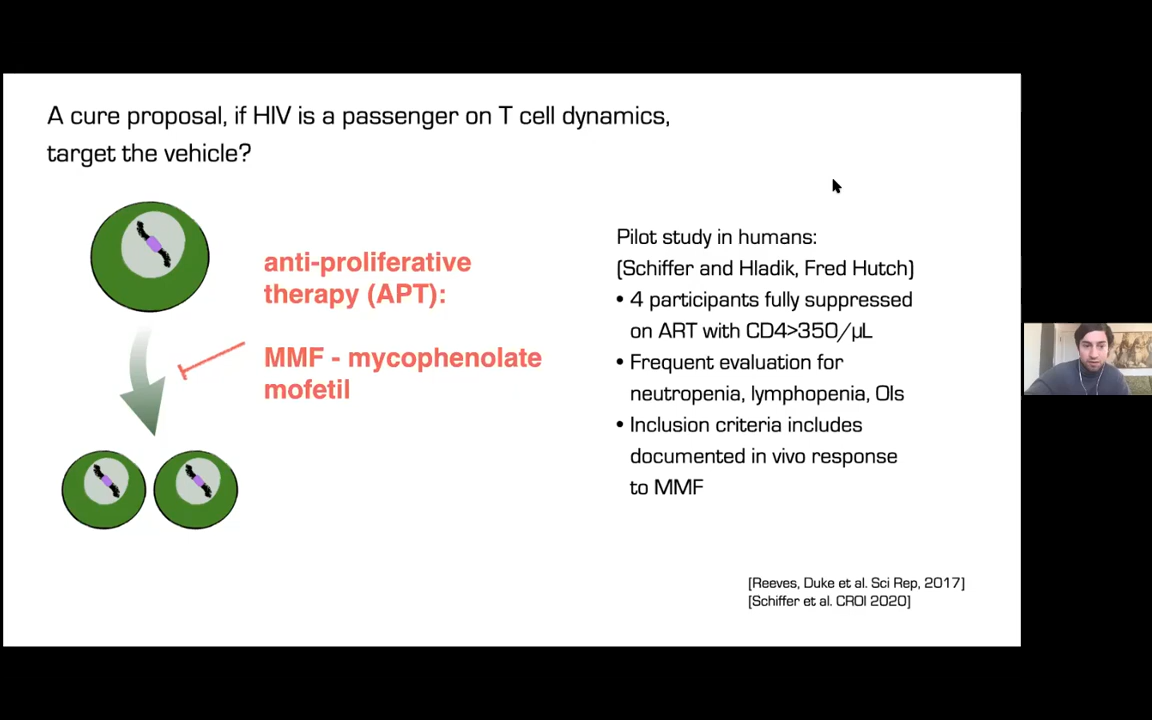 A cure proposal, if HIV is a passenger on T cell dynamics,
target the vehicle?
anti-proliferative
therapy (APT):
MMF - mycophenolate
mofetil
Pilot study in humans:
[Schiffer and Hladik, Fred Hutch]
• 4 participants fully suppressed
on ART with CD4>350/µL
• Frequent evaluation for
neutropenia, lymphopenia, OIs
• Inclusion criteria includes
documented in vivo response
to MMF
[Reeves, Duke et al. Sci Rep, 2017]
[Schiffer et al. CROI 2020]